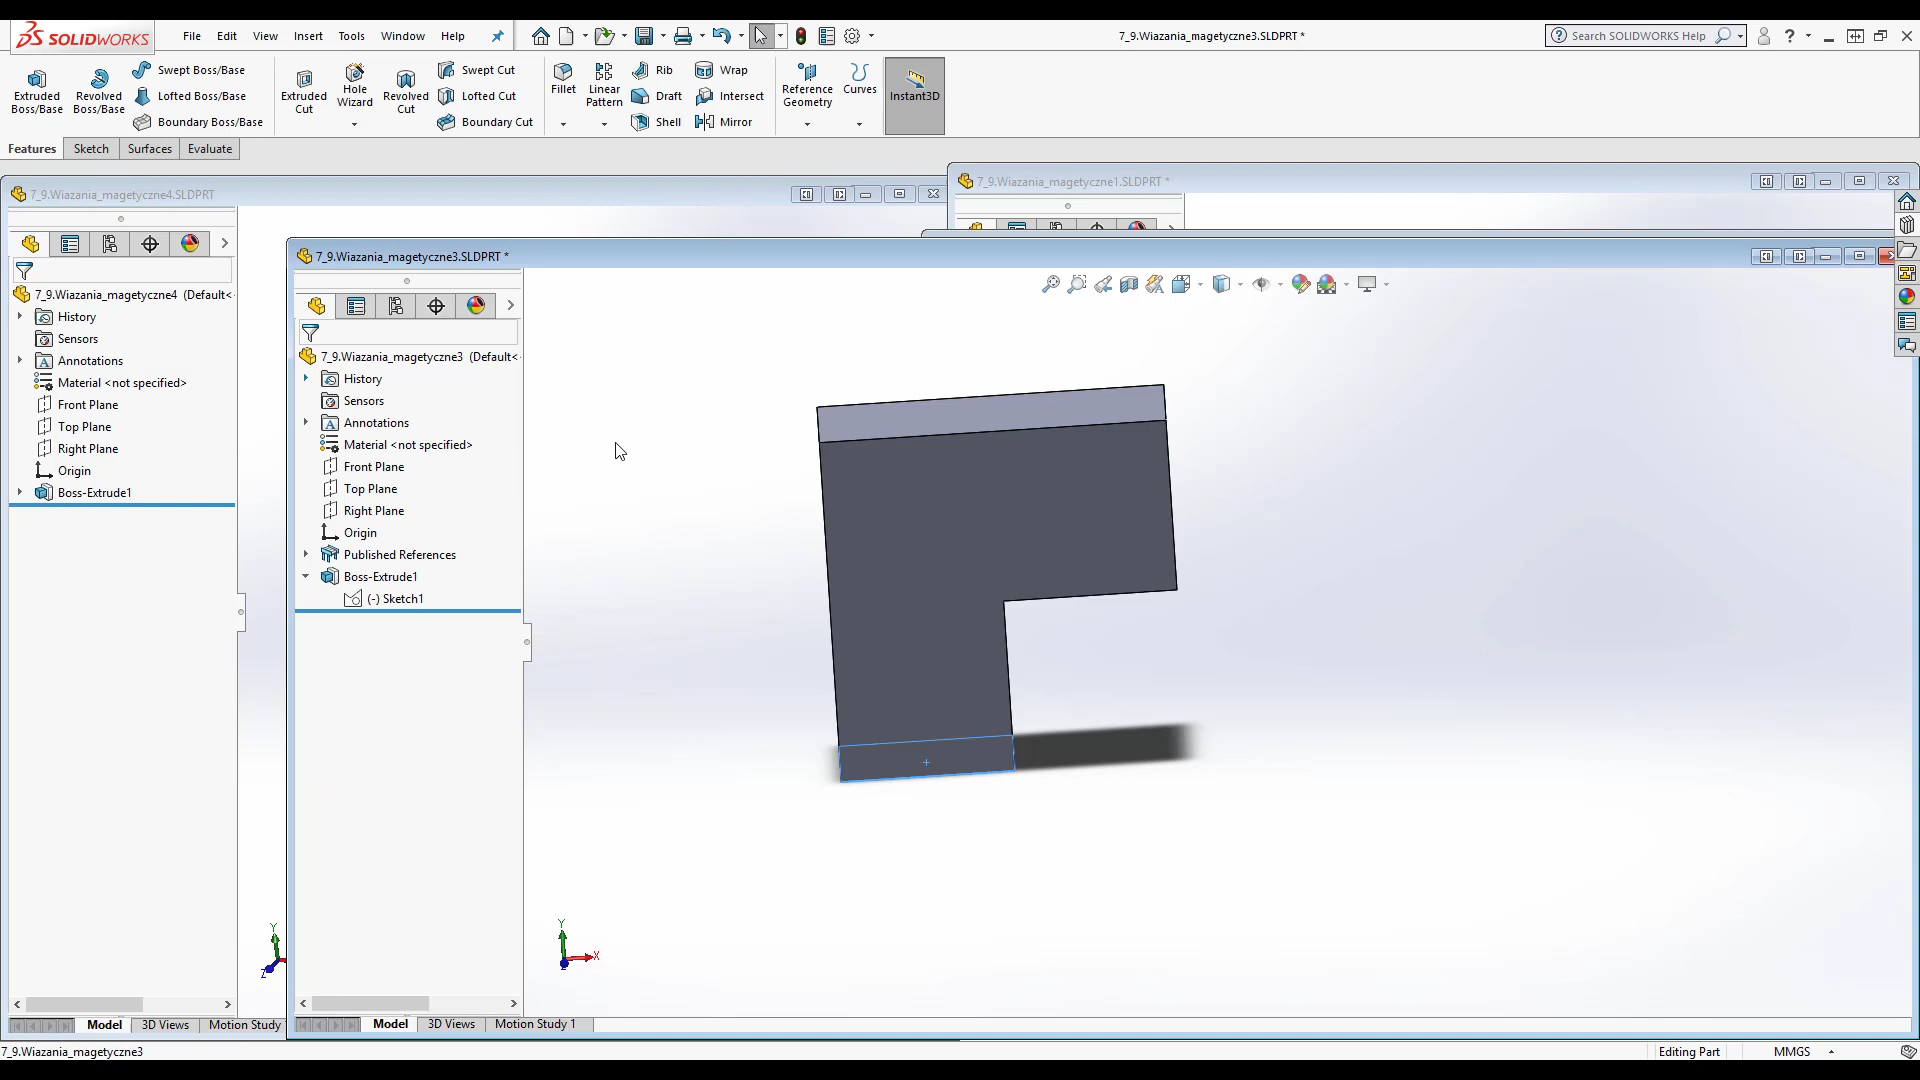 SOLIDWORKS File Edit View Insert Tools Window Help 7_9.Wiazania_magetyczne3.SLDPRT * Search SOLIDWORKS Help ?
Extruded Boss/Base
Revolved Boss/Base
Swept Boss/Base
Lofted Boss/Base
Boundary Boss/Base
Extruded Cut
Hole Wizard
Revolved Cut
Swept Cut
Lofted Cut
Boundary Cut
Fillet
Linear Pattern
Rib
Draft
Shell
Wrap
Intersect
Mirror
Reference Geometry
Curves
Instant3D
Features Sketch Surfaces Evaluate
7_9.Wiazania_magetyczne4.SLDPRT
7_9.Wiazania_magetyczne1.SLDPRT *
7_9.Wiazania_magetyczne4 (Default<
History
Sensors
Annotations
Material <not specified>
Front Plane
Top Plane
Right Plane
Origin
Boss-Extrude1
Y
Z
Model 3D Views Motion Study
7_9.Wiazania_magetyczne3.SLDPRT *
7_9.Wiazania_magetyczne3 (Default<
History
Sensors
Annotations
Material <not specified>
Front Plane
Top Plane
Right Plane
Origin
Published References
Boss-Extrude1
(-) Sketch1
Y
X
Model 3D Views Motion Study 1
7_9.Wiazania_magetyczne3 Editing Part MMGS